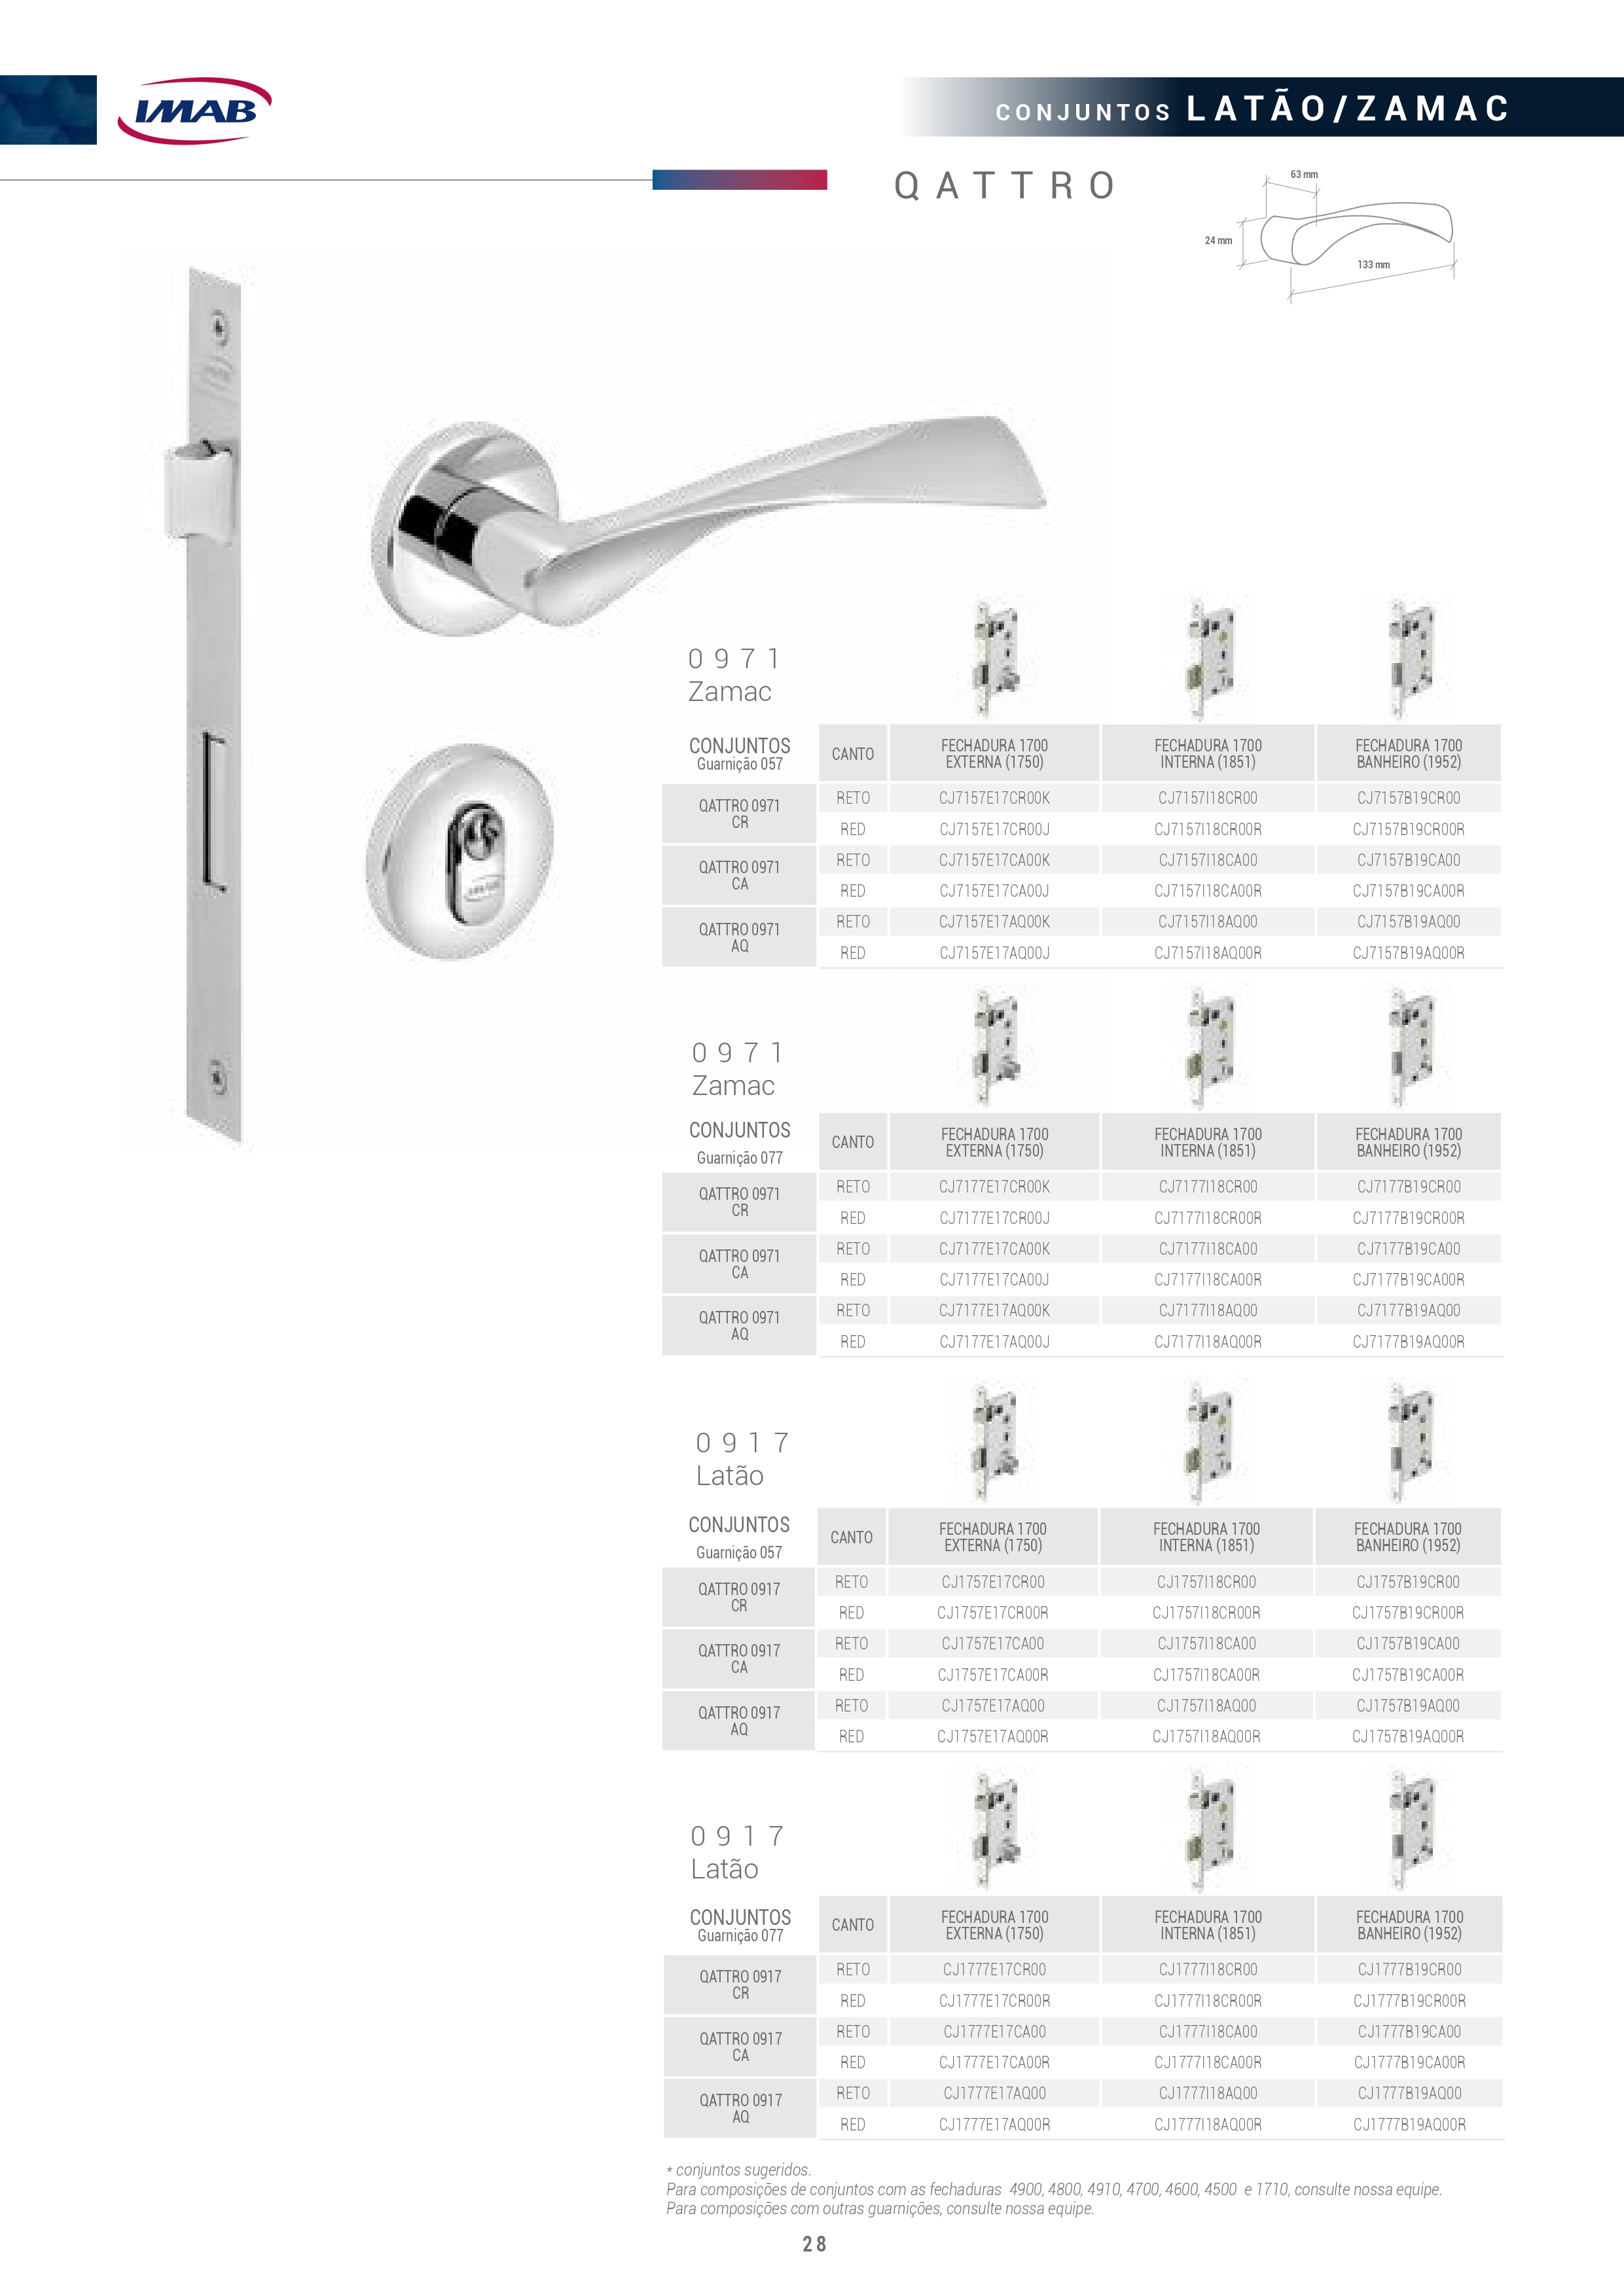 IMAB
CONJUNTOS LATÃO/ZAMAC
QATTRO
63 mm
24 mm
133 mm
0971
Zamac
CONJUNTOS
Guarnição 057
CANTO
FECHADURA 1700
EXTERNA (1750)
FECHADURA 1700
INTERNA (1851)
FECHADURA 1700
BANHEIRO (1952)
QATTRO 0971
CR
RETO CJ7157E17CR00K CJ7157I18CR00 CJ7157B19CR00
RED CJ7157E17CR00J CJ7157I18CR00R CJ7157B19CR00R
QATTRO 0971
CA
RETO CJ7157E17CA00K CJ7157I18CA00 CJ7157B19CA00
RED CJ7157E17CA00J CJ7157I18CA00R CJ7157B19CA00R
QATTRO 0971
AQ
RETO CJ7157E17AQ00K CJ7157I18AQ00 CJ7157B19AQ00
RED CJ7157E17AQ00J CJ7157I18AQ00R CJ7157B19AQ00R
0971
Zamac
CONJUNTOS
Guarnição 077
CANTO
FECHADURA 1700
EXTERNA (1750)
FECHADURA 1700
INTERNA (1851)
FECHADURA 1700
BANHEIRO (1952)
QATTRO 0971
CR
RETO CJ7177E17CR00K CJ7177I18CR00 CJ7177B19CR00
RED CJ7177E17CR00J CJ7177I18CR00R CJ7177B19CR00R
QATTRO 0971
CA
RETO CJ7177E17CA00K CJ7177I18CA00 CJ7177B19CA00
RED CJ7177E17CA00J CJ7177I18CA00R CJ7177B19CA00R
QATTRO 0971
AQ
RETO CJ7177E17AQ00K CJ7177I18AQ00 CJ7177B19AQ00
RED CJ7177E17AQ00J CJ7177I18AQ00R CJ7177B19AQ00R
0917
Latão
CONJUNTOS
Guarnição 057
CANTO
FECHADURA 1700
EXTERNA (1750)
FECHADURA 1700
INTERNA (1851)
FECHADURA 1700
BANHEIRO (1952)
QATTRO 0917
CR
RETO CJ1757E17CR00 CJ1757I18CR00 CJ1757B19CR00
RED CJ1757E17CR00R CJ1757I18CR00R CJ1757B19CR00R
QATTRO 0917
CA
RETO CJ1757E17CA00 CJ1757I18CA00 CJ1757B19CA00
RED CJ1757E17CA00R CJ1757I18CA00R CJ1757B19CA00R
QATTRO 0917
AQ
RETO CJ1757E17AQ00 CJ1757I18AQ00 CJ1757B19AQ00
RED CJ1757E17AQ00R CJ1757I18AQ00R CJ1757B19AQ00R
0917
Latão
CONJUNTOS
Guarnição 077
CANTO
FECHADURA 1700
EXTERNA (1750)
FECHADURA 1700
INTERNA (1851)
FECHADURA 1700
BANHEIRO (1952)
QATTRO 0917
CR
RETO CJ1777E17CR00 CJ1777I18CR00 CJ1777B19CR00
RED CJ1777E17CR00R CJ1777I18CR00R CJ1777B19CR00R
QATTRO 0917
CA
RETO CJ1777E17CA00 CJ1777I18CA00 CJ1777B19CA00
RED CJ1777E17CA00R CJ1777I18CA00R CJ1777B19CA00R
QATTRO 0917
AQ
RETO CJ1777E17AQ00 CJ1777I18AQ00 CJ1777B19AQ00
RED CJ1777E17AQ00R CJ1777I18AQ00R CJ1777B19AQ00R
* conjuntos sugeridos.
Para composições de conjuntos com as fechaduras 4900, 4800, 4910, 4700, 4600, 4500 e 1710, consulte nossa equipe.
Para composições com outras guarnições, consulte nossa equipe.
28